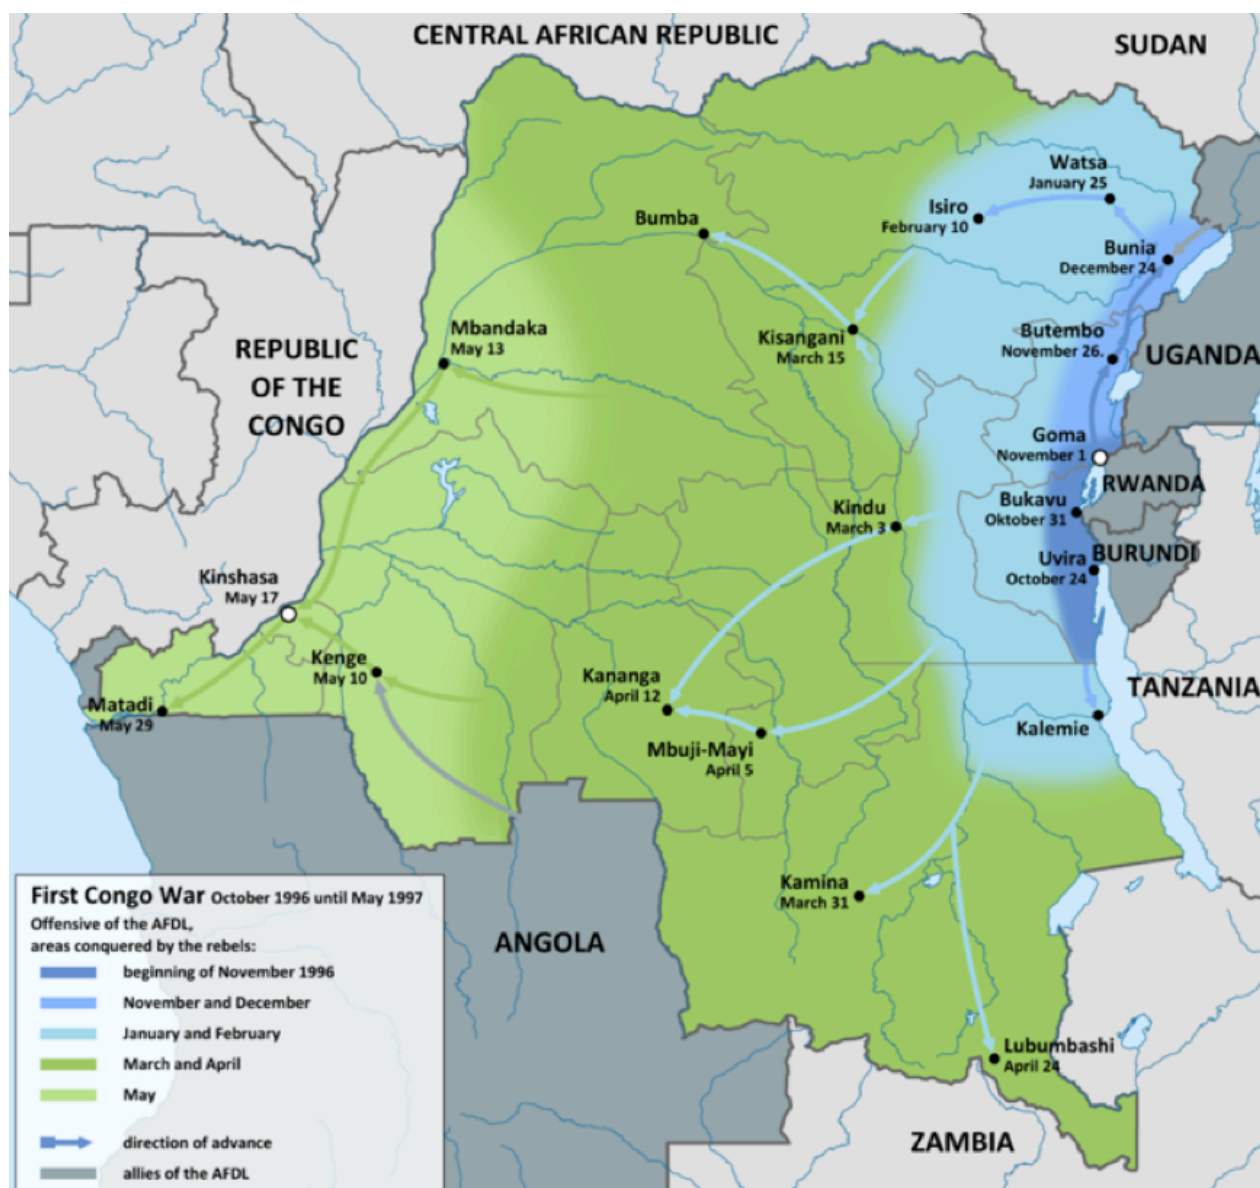 CENTRAL AFRICAN REPUBLIC
SUDAN
Watsa
January 25
Isiro
February 10
Bumba
Bunia
December 24
Mbandaka
May 13
Kisangani
March 15
Butembo
November 26.
UGANDA
REPUBLIC
OF THE
CONGO
Goma
November 1
RWANDA
Bukavu
Oktober 31
Kindu
March 3
BURUNDI
Uvira
October 24
Kinshasa
May 17
Kenge
May 10
Kananga
April 12
TANZANIA
Matadi
May 29
Kalemie
Mbuji-Mayi
April 5
Kamina
March 31
ANGOLA
Lubumbashi
April 24
ZAMBIA
First Congo War October 1996 until May 1997
Offensive of the AFDL,
areas conquered by the rebels:
beginning of November 1996
November and December
January and February
March and April
May
direction of advance
allies of the AFDL